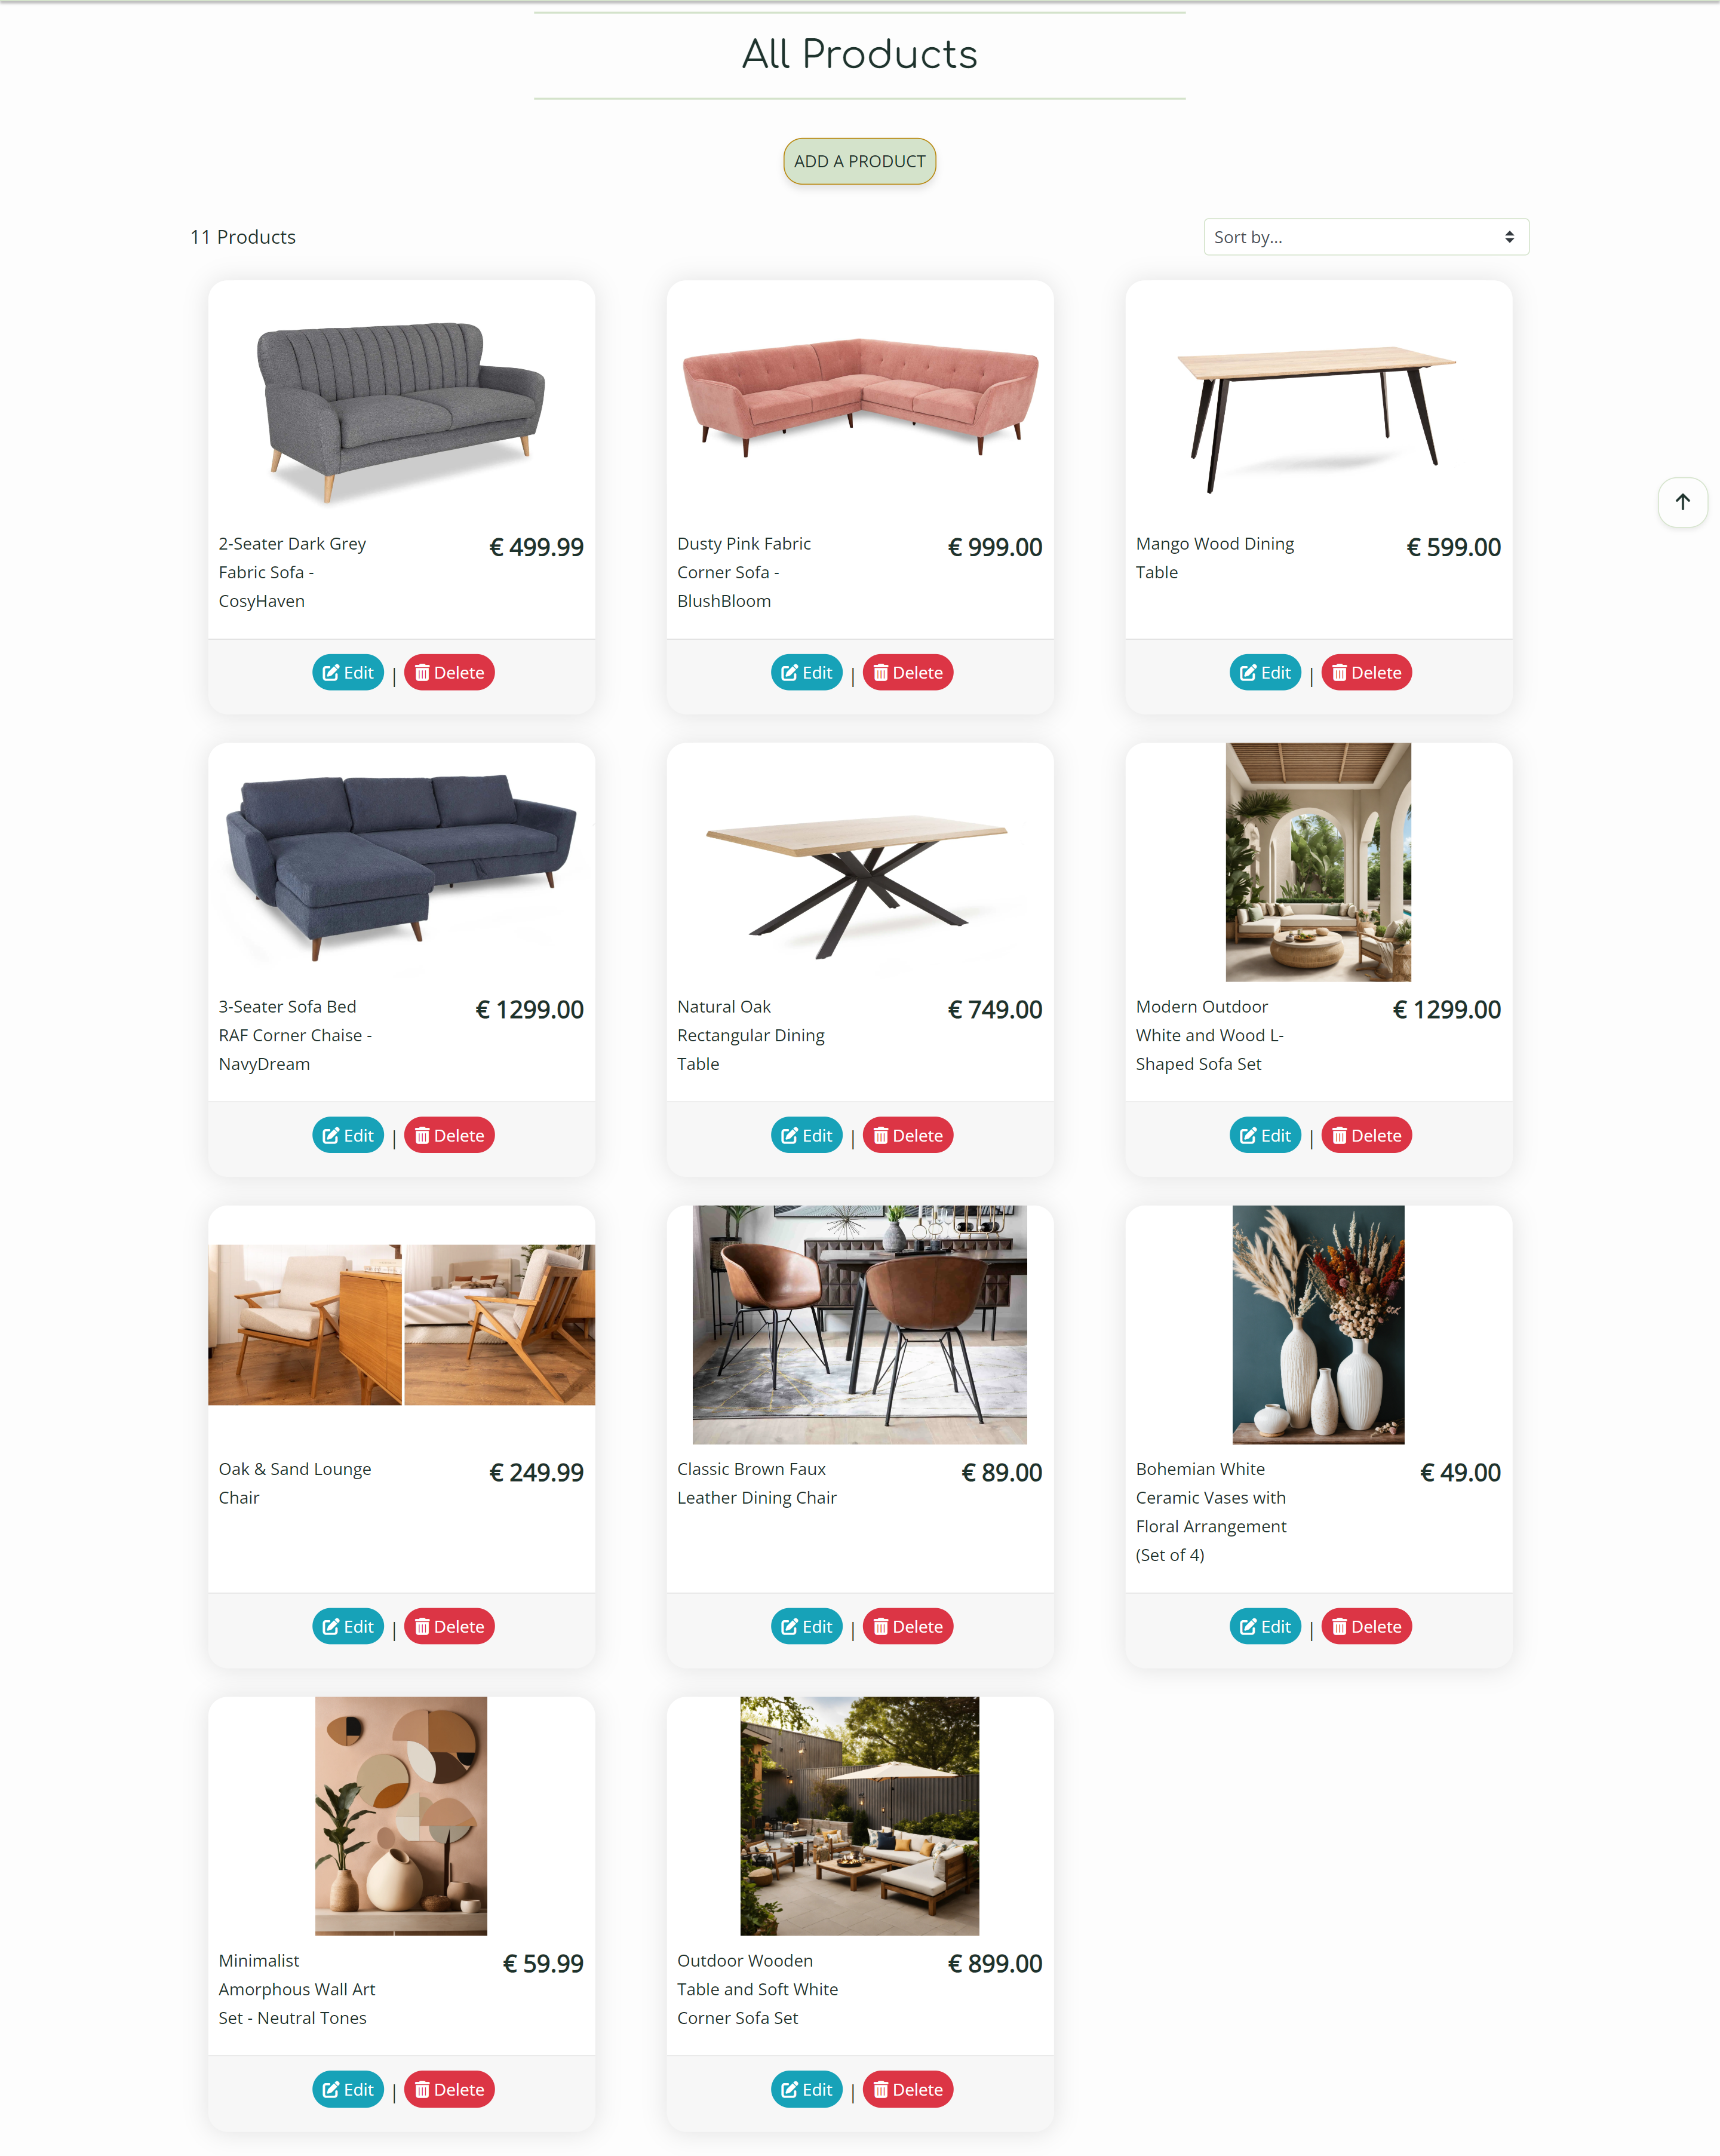 All Products
ADD A PRODUCT
11 Products
Sort by...
2-Seater Dark Grey
Fabric Sofa -
CosyHaven
€ 499.99
Edit | Delete
Dusty Pink Fabric
Corner Sofa -
BlushBloom
€ 999.00
Edit | Delete
Mango Wood Dining
Table
€ 599.00
Edit | Delete
3-Seater Sofa Bed
RAF Corner Chaise -
NavyDream
€ 1299.00
Edit | Delete
Natural Oak
Rectangular Dining
Table
€ 749.00
Edit | Delete
Modern Outdoor
White and Wood L-
Shaped Sofa Set
€ 1299.00
Edit | Delete
Oak & Sand Lounge
Chair
€ 249.99
Edit | Delete
Classic Brown Faux
Leather Dining Chair
€ 89.00
Edit | Delete
Bohemian White
Ceramic Vases with
Floral Arrangement
(Set of 4)
€ 49.00
Edit | Delete
Minimalist
Amorphous Wall Art
Set - Neutral Tones
€ 59.99
Edit | Delete
Outdoor Wooden
Table and Soft White
Corner Sofa Set
€ 899.00
Edit | Delete